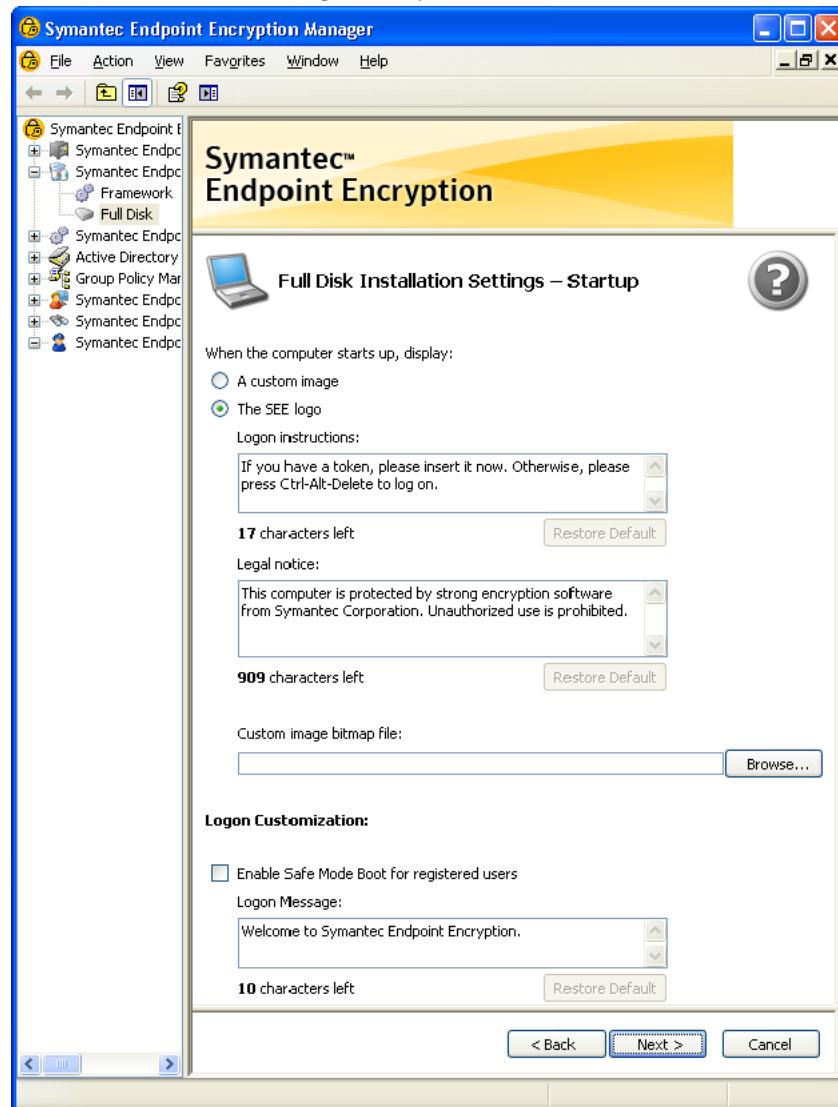 Symantec Endpoint Encryption Manager
File Action View Favorites Window Help
Symantec Endpoint E
Symantec Endpc
Symantec Endpc
Framework
Full Disk
Symantec Endpc
Active Directory
Group Policy Mar
Symantec Endpc
Symantec Endpc
Symantec Endpc
Symantec™
Endpoint Encryption
Full Disk Installation Settings – Startup
?
When the computer starts up, display:
A custom image
The SEE logo
Logon instructions:
If you have a token, please insert it now. Otherwise, please
press Ctrl-Alt-Delete to log on.
17 characters left
Restore Default
Legal notice:
This computer is protected by strong encryption software
from Symantec Corporation. Unauthorized use is prohibited.
909 characters left
Restore Default
Custom image bitmap file:
Browse...
Logon Customization:
Enable Safe Mode Boot for registered users
Logon Message:
Welcome to Symantec Endpoint Encryption.
10 characters left
Restore Default
< Back Next > Cancel